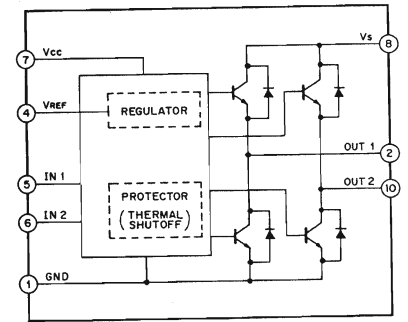 7 Vcc
Vs 8
4 VREF
REGULATOR
OUT 1 2
5 IN 1
OUT 2 10
6 IN 2
PROTECTOR
(THERMAL
SHUTOFF)
1 GND